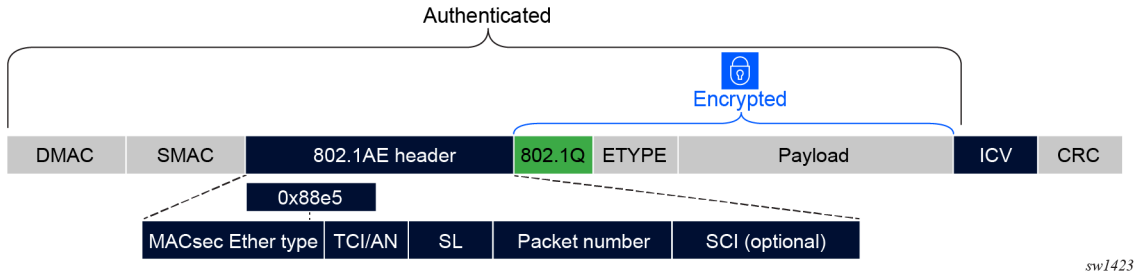 Authenticated
Encrypted
DMAC SMAC 802.1AE header 802.1Q ETYPE Payload ICV CRC
0x88e5
MACsec Ether type TCI/AN SL Packet number SCI (optional)
sw1423